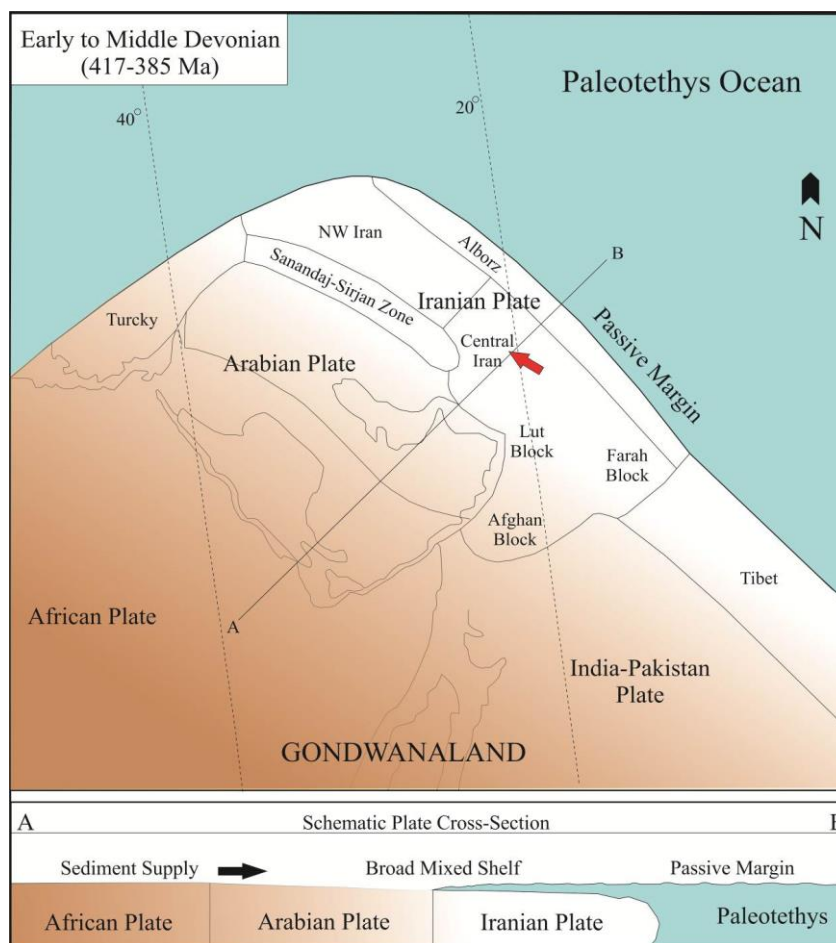 Early to Middle Devonian
(417-385 Ma)
Paleotethys Ocean
40°
20°
N
NW Iran
Alborz
B
Sanandaj-Sirjan Zone
Iranian Plate
Turcky
Passive Margin
Central
Iran
Arabian Plate
Lut
Block
Farah
Block
Afghan
Block
Tibet
African Plate
A
India-Pakistan
Plate
GONDWANALAND
A
Schematic Plate Cross-Section
Sediment Supply
Broad Mixed Shelf
Passive Margin
African Plate
Arabian Plate
Iranian Plate
Paleotethys